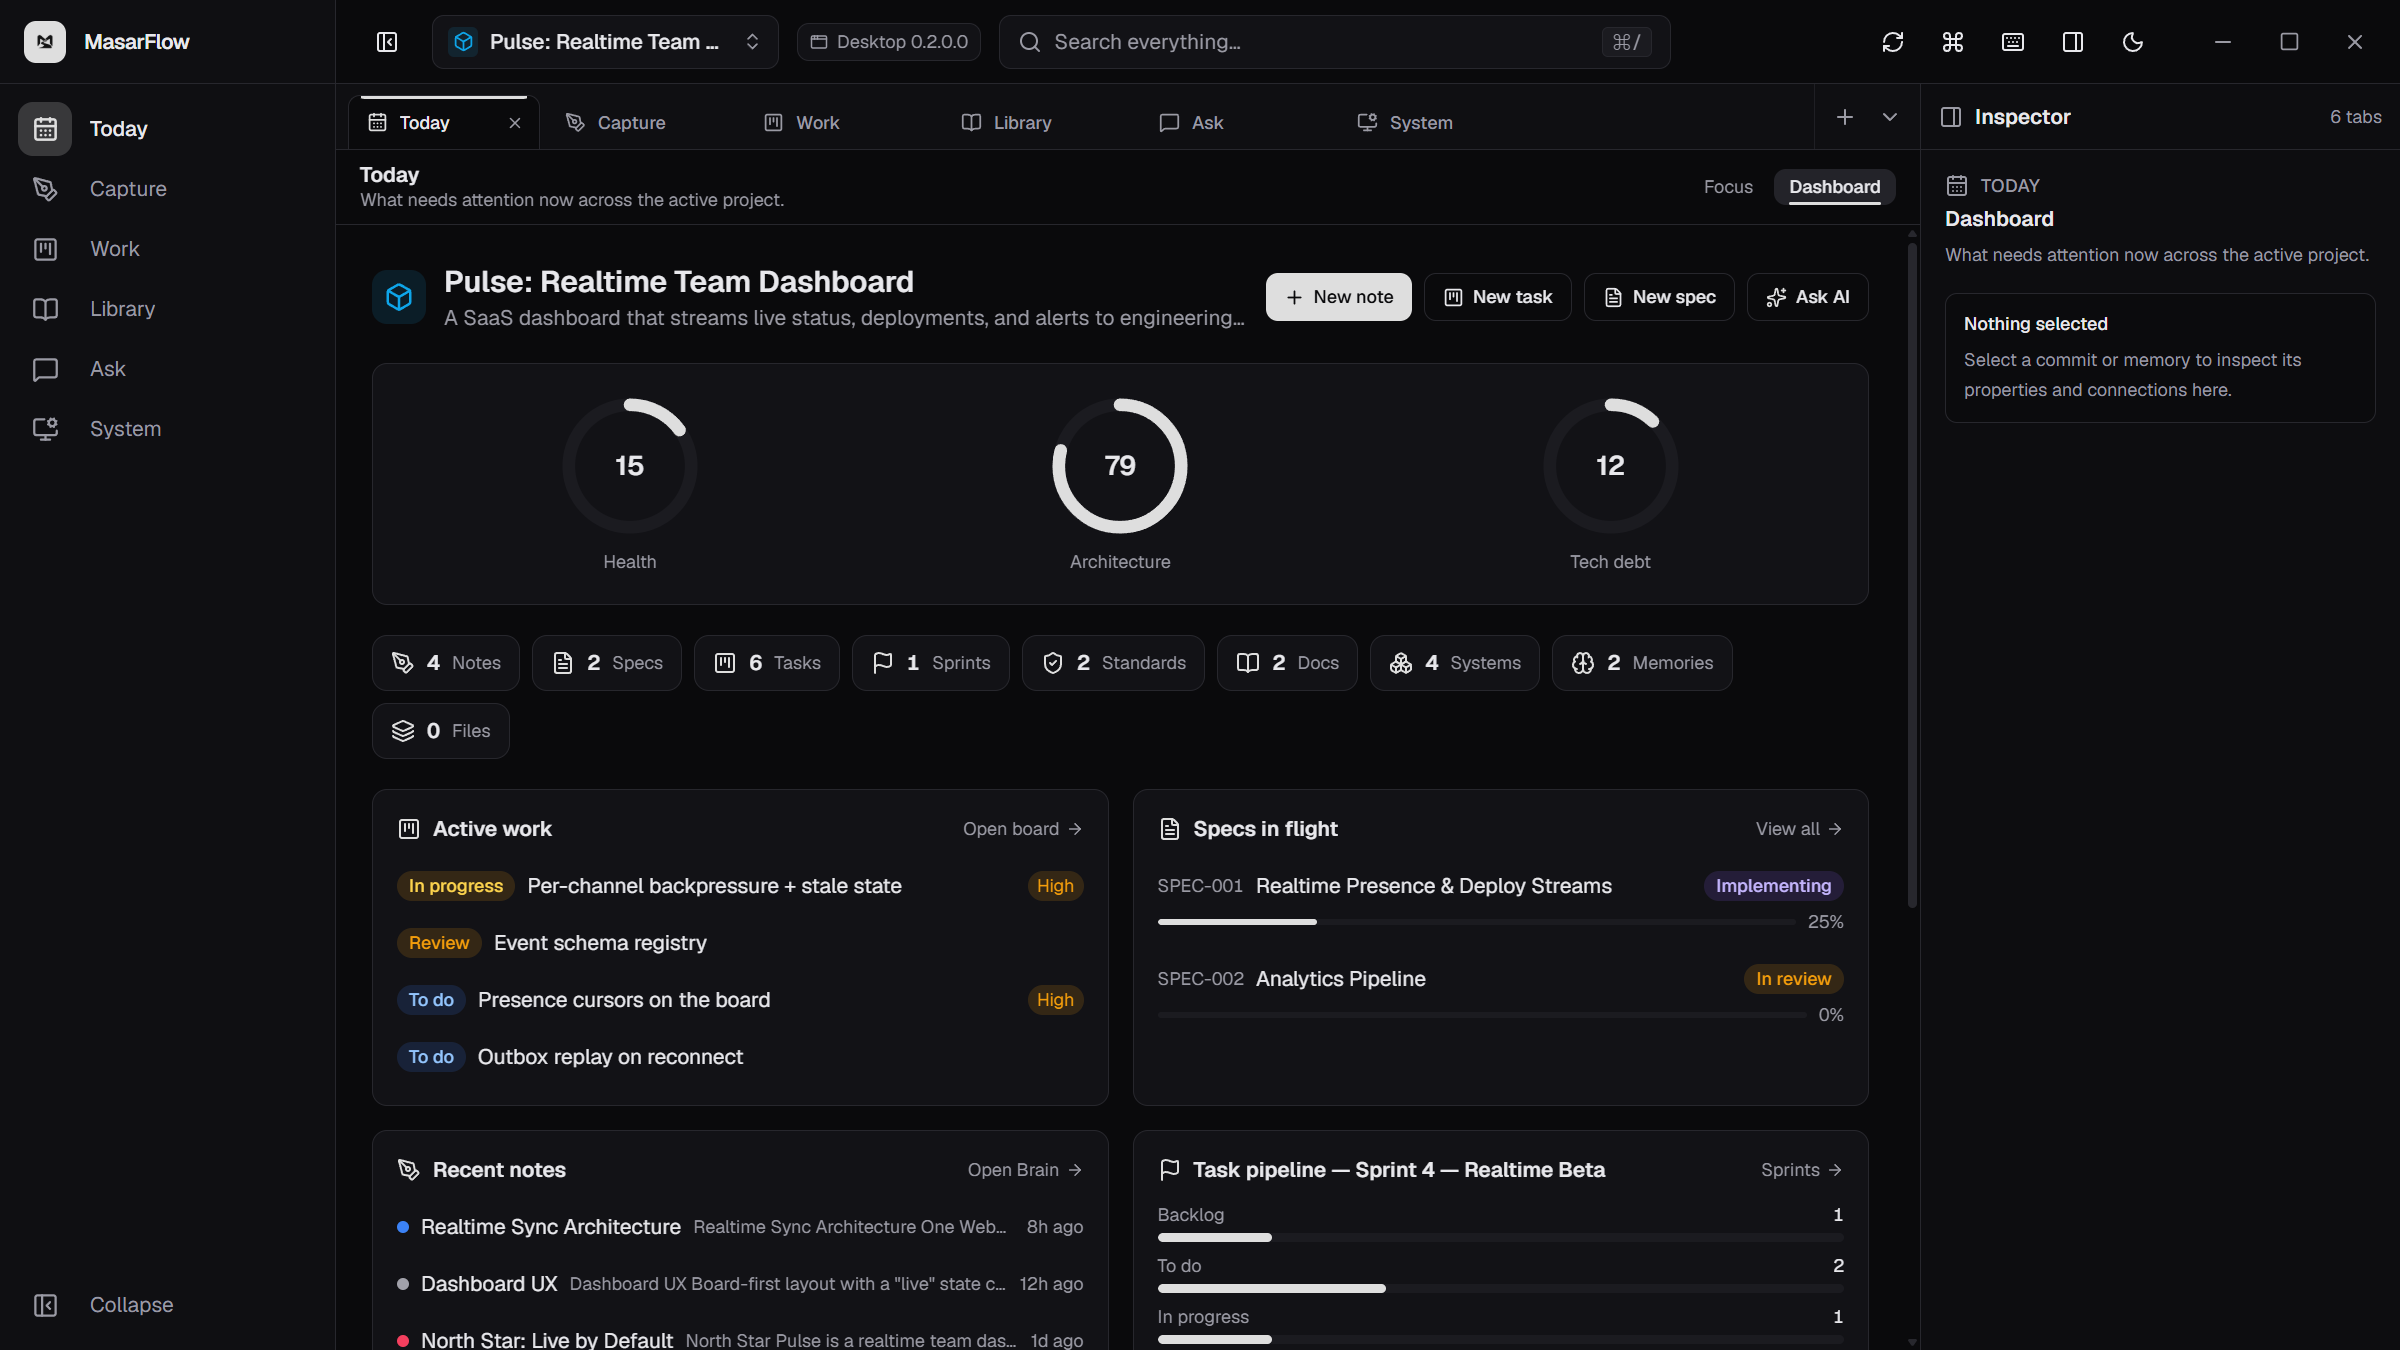 MasarFlow
Pulse: Realtime Team ...
Desktop 0.2.0.0
Search everything...
⌘/
Today
Capture
Work
Library
Ask
System
Collapse
Today
Capture
Work
Library
Ask
System
Today
What needs attention now across the active project.
Focus
Dashboard
Pulse: Realtime Team Dashboard
A SaaS dashboard that streams live status, deployments, and alerts to engineering...
New note
New task
New spec
Ask AI
15
Health
79
Architecture
12
Tech debt
4 Notes
2 Specs
6 Tasks
1 Sprints
2 Standards
2 Docs
4 Systems
2 Memories
0 Files
Active work
Open board →
In progress Per-channel backpressure + stale state High
Review Event schema registry
To do Presence cursors on the board High
To do Outbox replay on reconnect
Specs in flight
View all →
SPEC-001 Realtime Presence & Deploy Streams Implementing
25%
SPEC-002 Analytics Pipeline In review
0%
Recent notes
Open Brain →
Realtime Sync Architecture Realtime Sync Architecture One Web... 8h ago
Dashboard UX Dashboard UX Board-first layout with a "live" state c... 12h ago
North Star: Live by Default North Star Pulse is a realtime team das... 1d ago
Task pipeline — Sprint 4 — Realtime Beta
Sprints →
Backlog 1
To do 2
In progress 1
Inspector
6 tabs
TODAY
Dashboard
What needs attention now across the active project.
Nothing selected
Select a commit or memory to inspect its
properties and connections here.